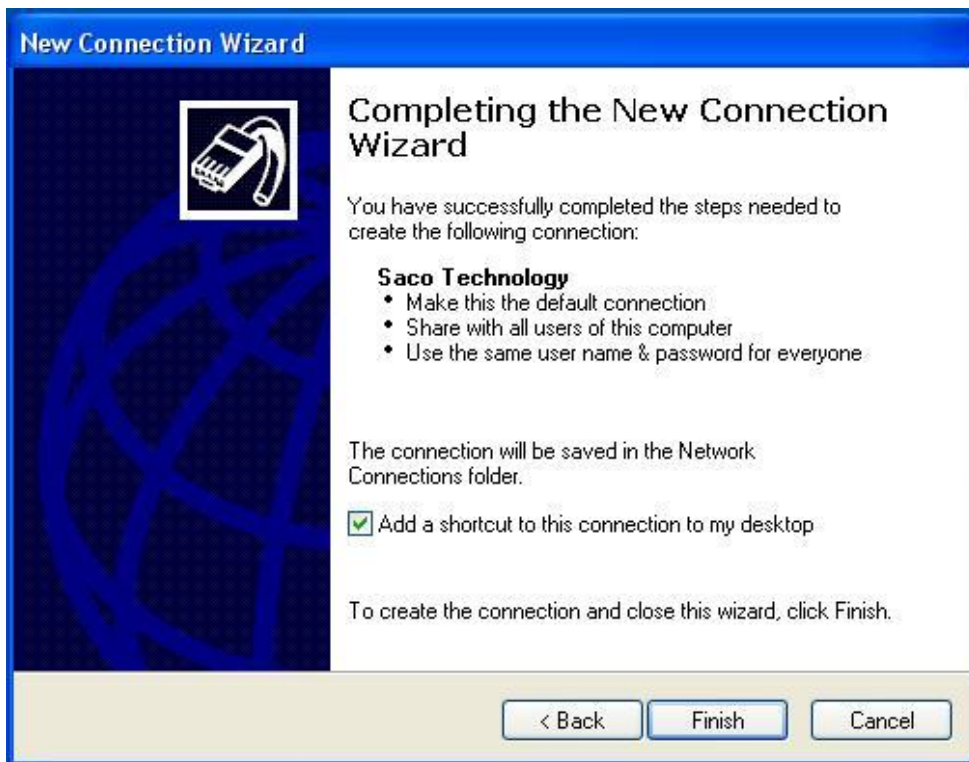 New Connection Wizard
Completing the New Connection
Wizard
You have successfully completed the steps needed to
create the following connection:
Saco Technology
• Make this the default connection
• Share with all users of this computer
• Use the same user name & password for everyone
The connection will be saved in the Network
Connections folder.
Add a shortcut to this connection to my desktop
To create the connection and close this wizard, click Finish.
< Back
Finish
Cancel